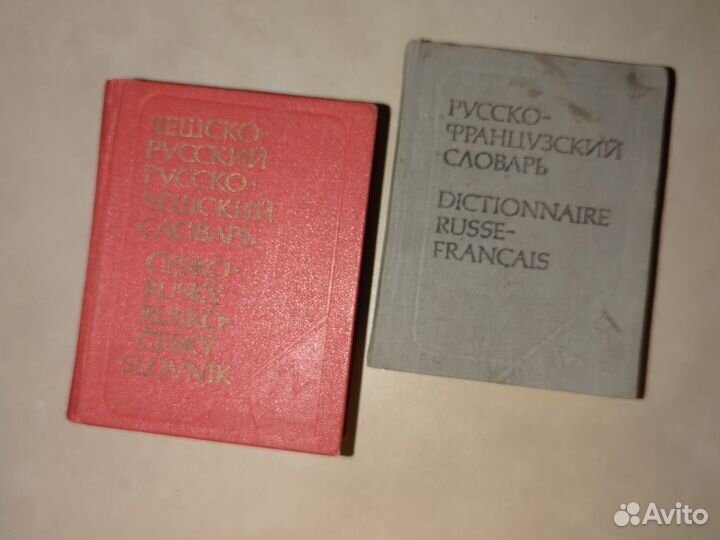 ЧЕШСКО-
РУССКИЙ
РУССКО-
ЧЕШСКИЙ
СЛОВАРЬ
ČESKO-
RUSKÝ
RUSKO-
ČESKÝ
SLOVNÍK
РУССКО-
ФРАНЦУЗСКИЙ
СЛОВАРЬ
DICTIONNAIRE
RUSSE-
FRANÇAIS
Avito